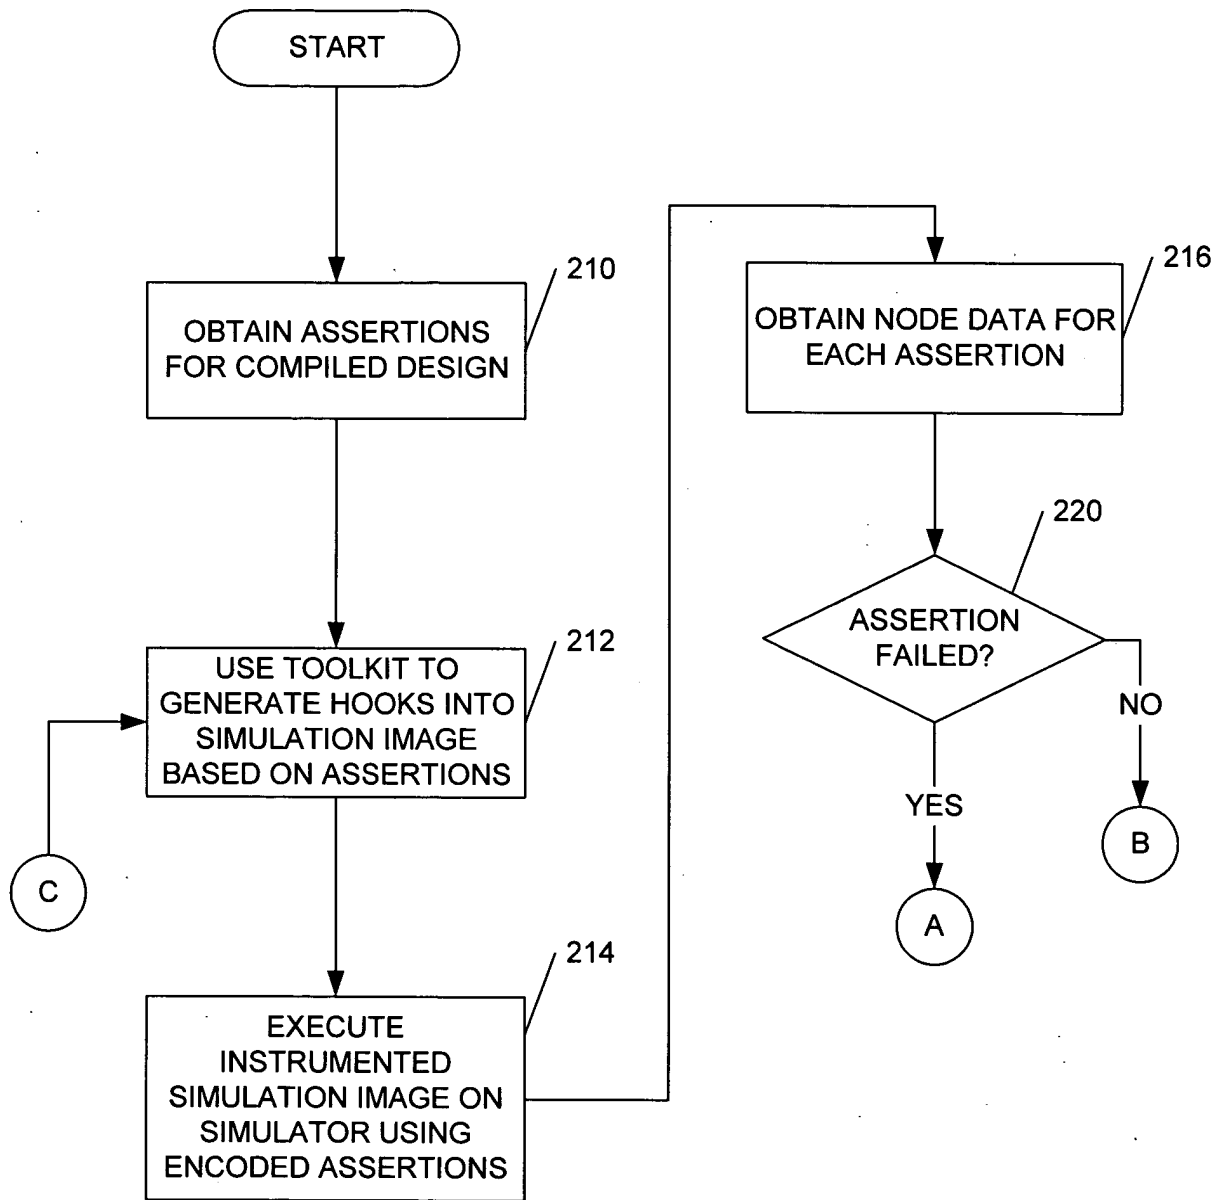 START
210
OBTAIN ASSERTIONS
FOR COMPILED DESIGN
212
USE TOOLKIT TO
GENERATE HOOKS INTO
SIMULATION IMAGE
BASED ON ASSERTIONS
C
214
EXECUTE
INSTRUMENTED
SIMULATION IMAGE ON
SIMULATOR USING
ENCODED ASSERTIONS
216
OBTAIN NODE DATA FOR
EACH ASSERTION
220
ASSERTION
FAILED?
NO
YES
B
A